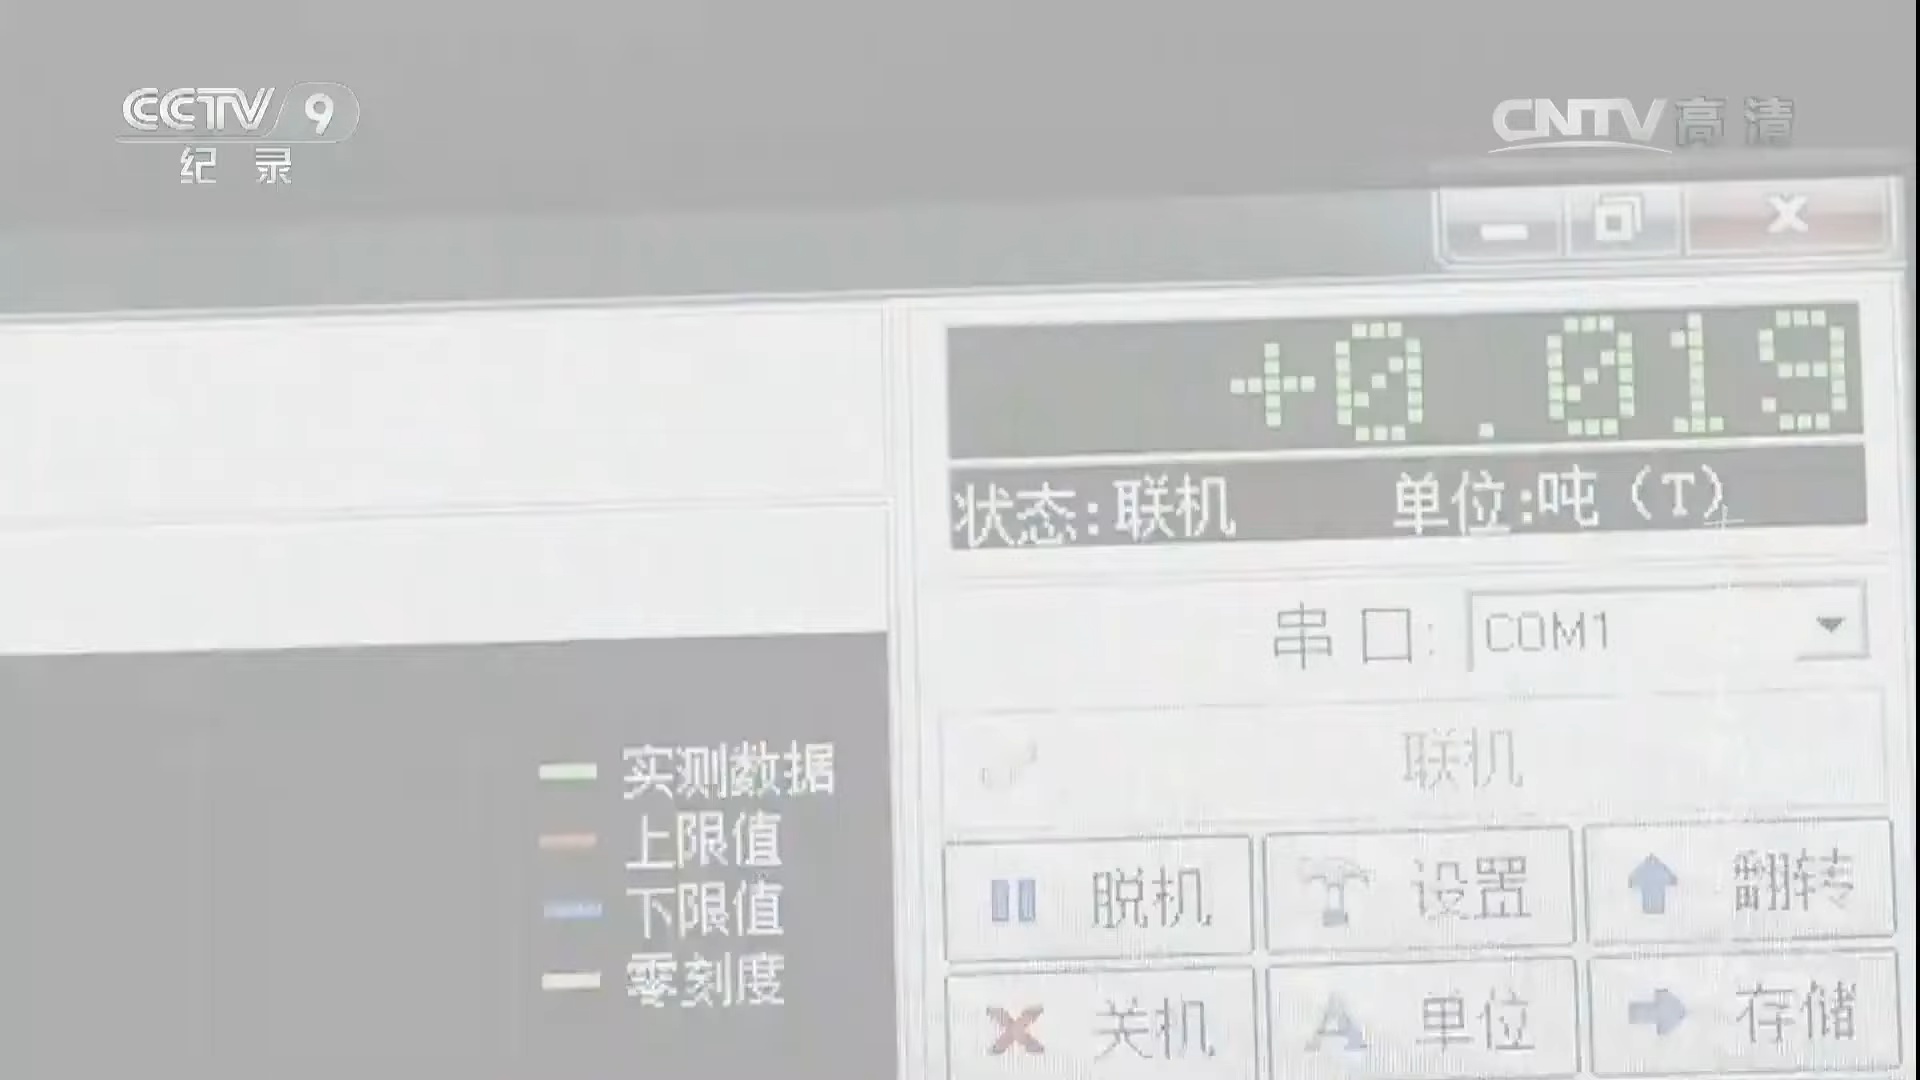 CCTV 9
纪录
CNTV高清
+0.019
状态:联机 单位:吨(T)
串口: COM1
联机
实测数据
上限值
下限值
零刻度
脱机 设置 翻转
关机 单位 存储